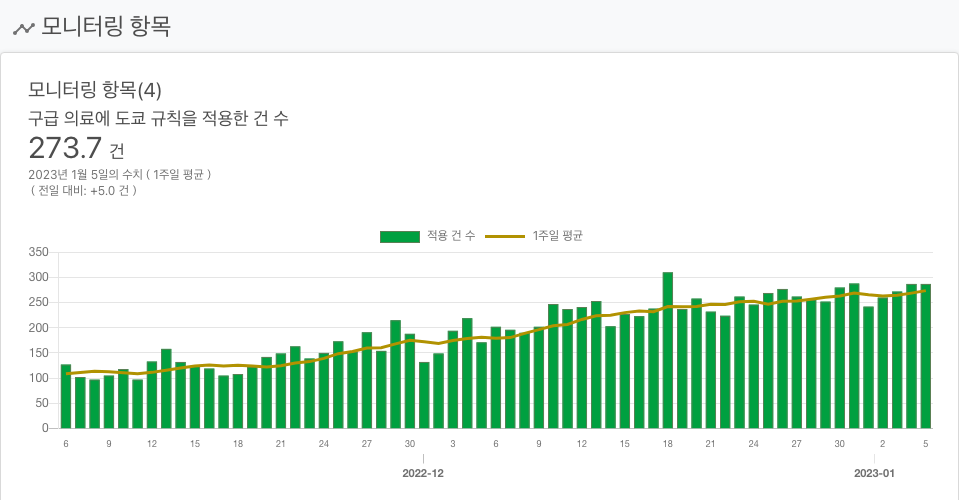 모니터링 항목
모니터링 항목(4)
구급 의료에 도쿄 규칙을 적용한 건 수
273.7 건
2023년 1월 5일의 수치 ( 1주일 평균 )
( 전일 대비: +5.0 건 )
적용 건 수 1주일 평균
350
300
250
200
150
100
50
0
6 9 12 15 18 21 24 27 30 3 6 9 12 15 18 21 24 27 30 2 5
2022-12 2023-01